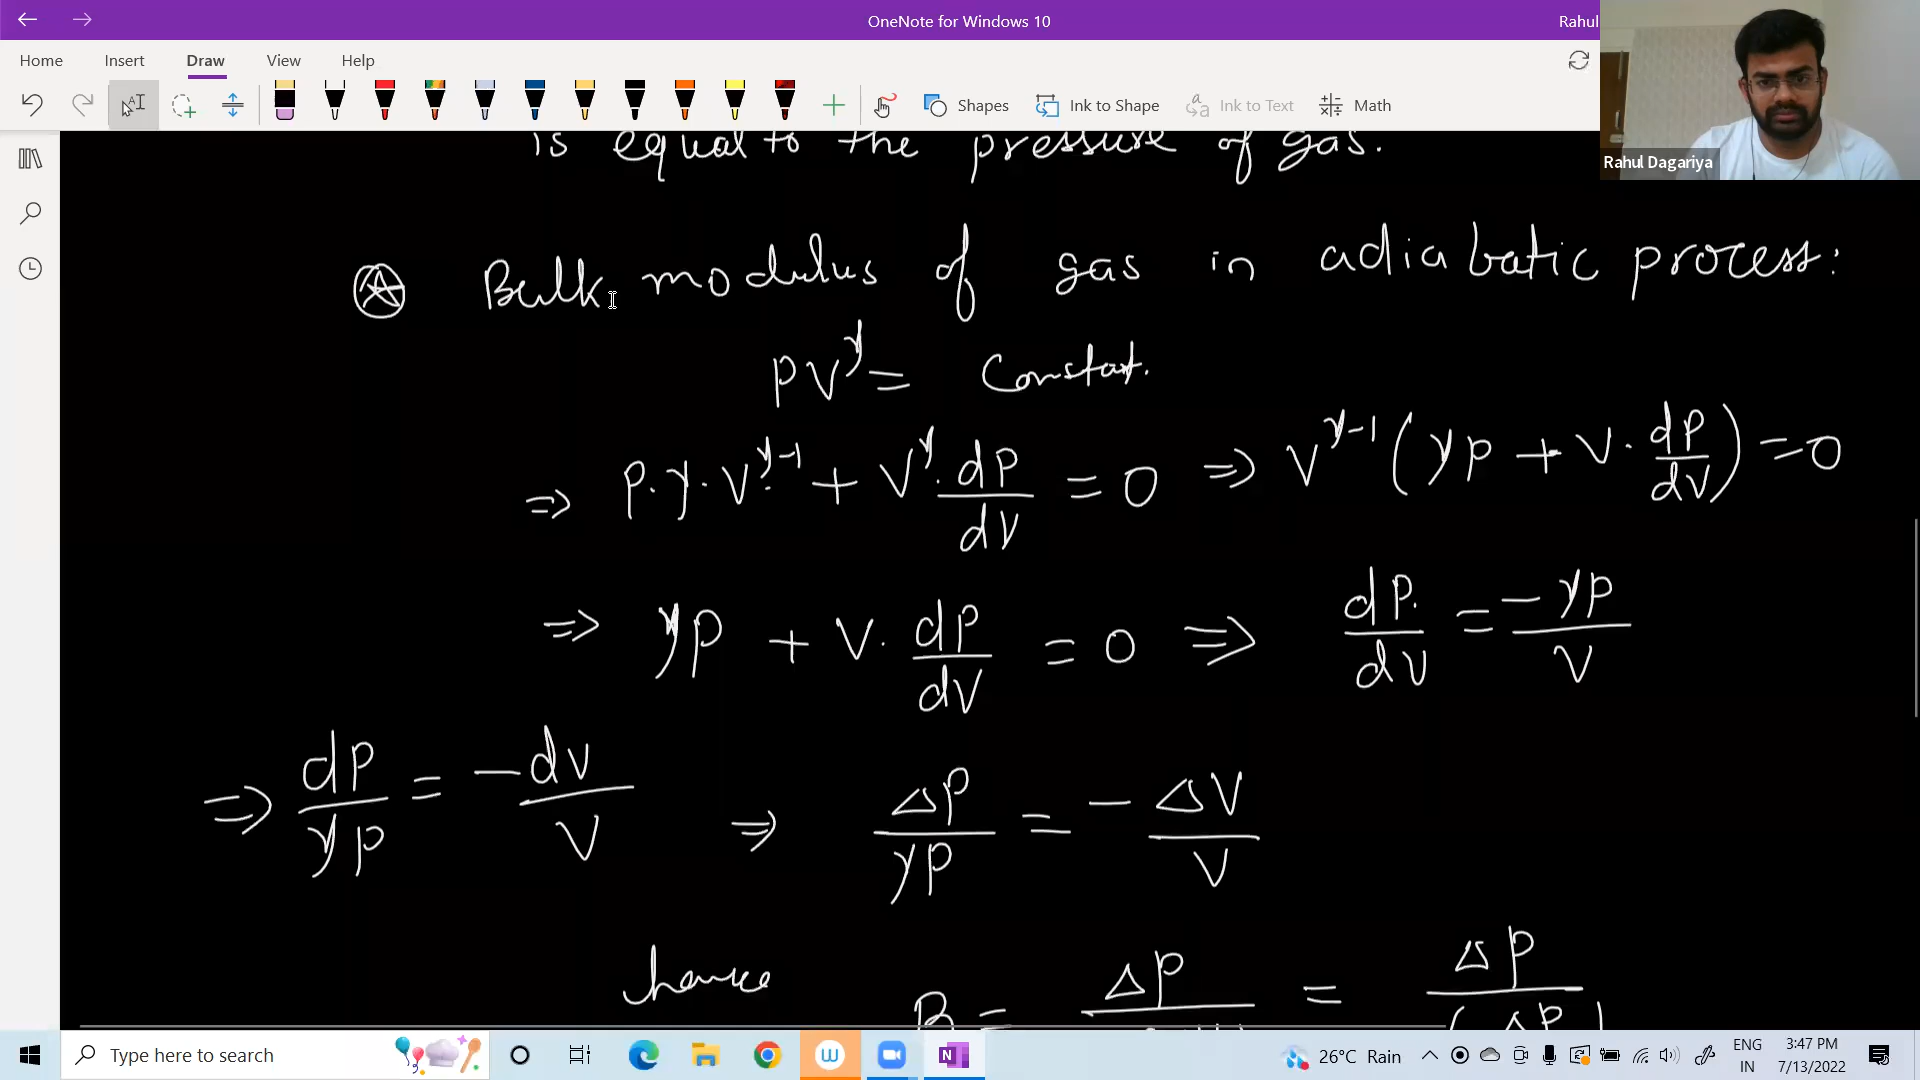 OneNote for Windows 10
Rahul
Home Insert Draw View Help
Shapes Ink to Shape Ink to Text Math
Rahul Dagariya
is equal to the pressure of gas.
Bulk modulus of gas in adiabatic process:
PV^γ = Constat.
⇒ P.γ.V^γ-1 + V^γ. dP/dV = 0 ⇒ V^γ-1 (γP + V. dP/dV) = 0
⇒ γP + V. dP/dV = 0 ⇒ dP/dV = -γP/V
⇒ dP/γP = -dV/V ⇒ ΔP/γP = -ΔV/V
hence B = ΔP = ΔP
Type here to search
26°C Rain
ENG
IN
3:47 PM
7/13/2022